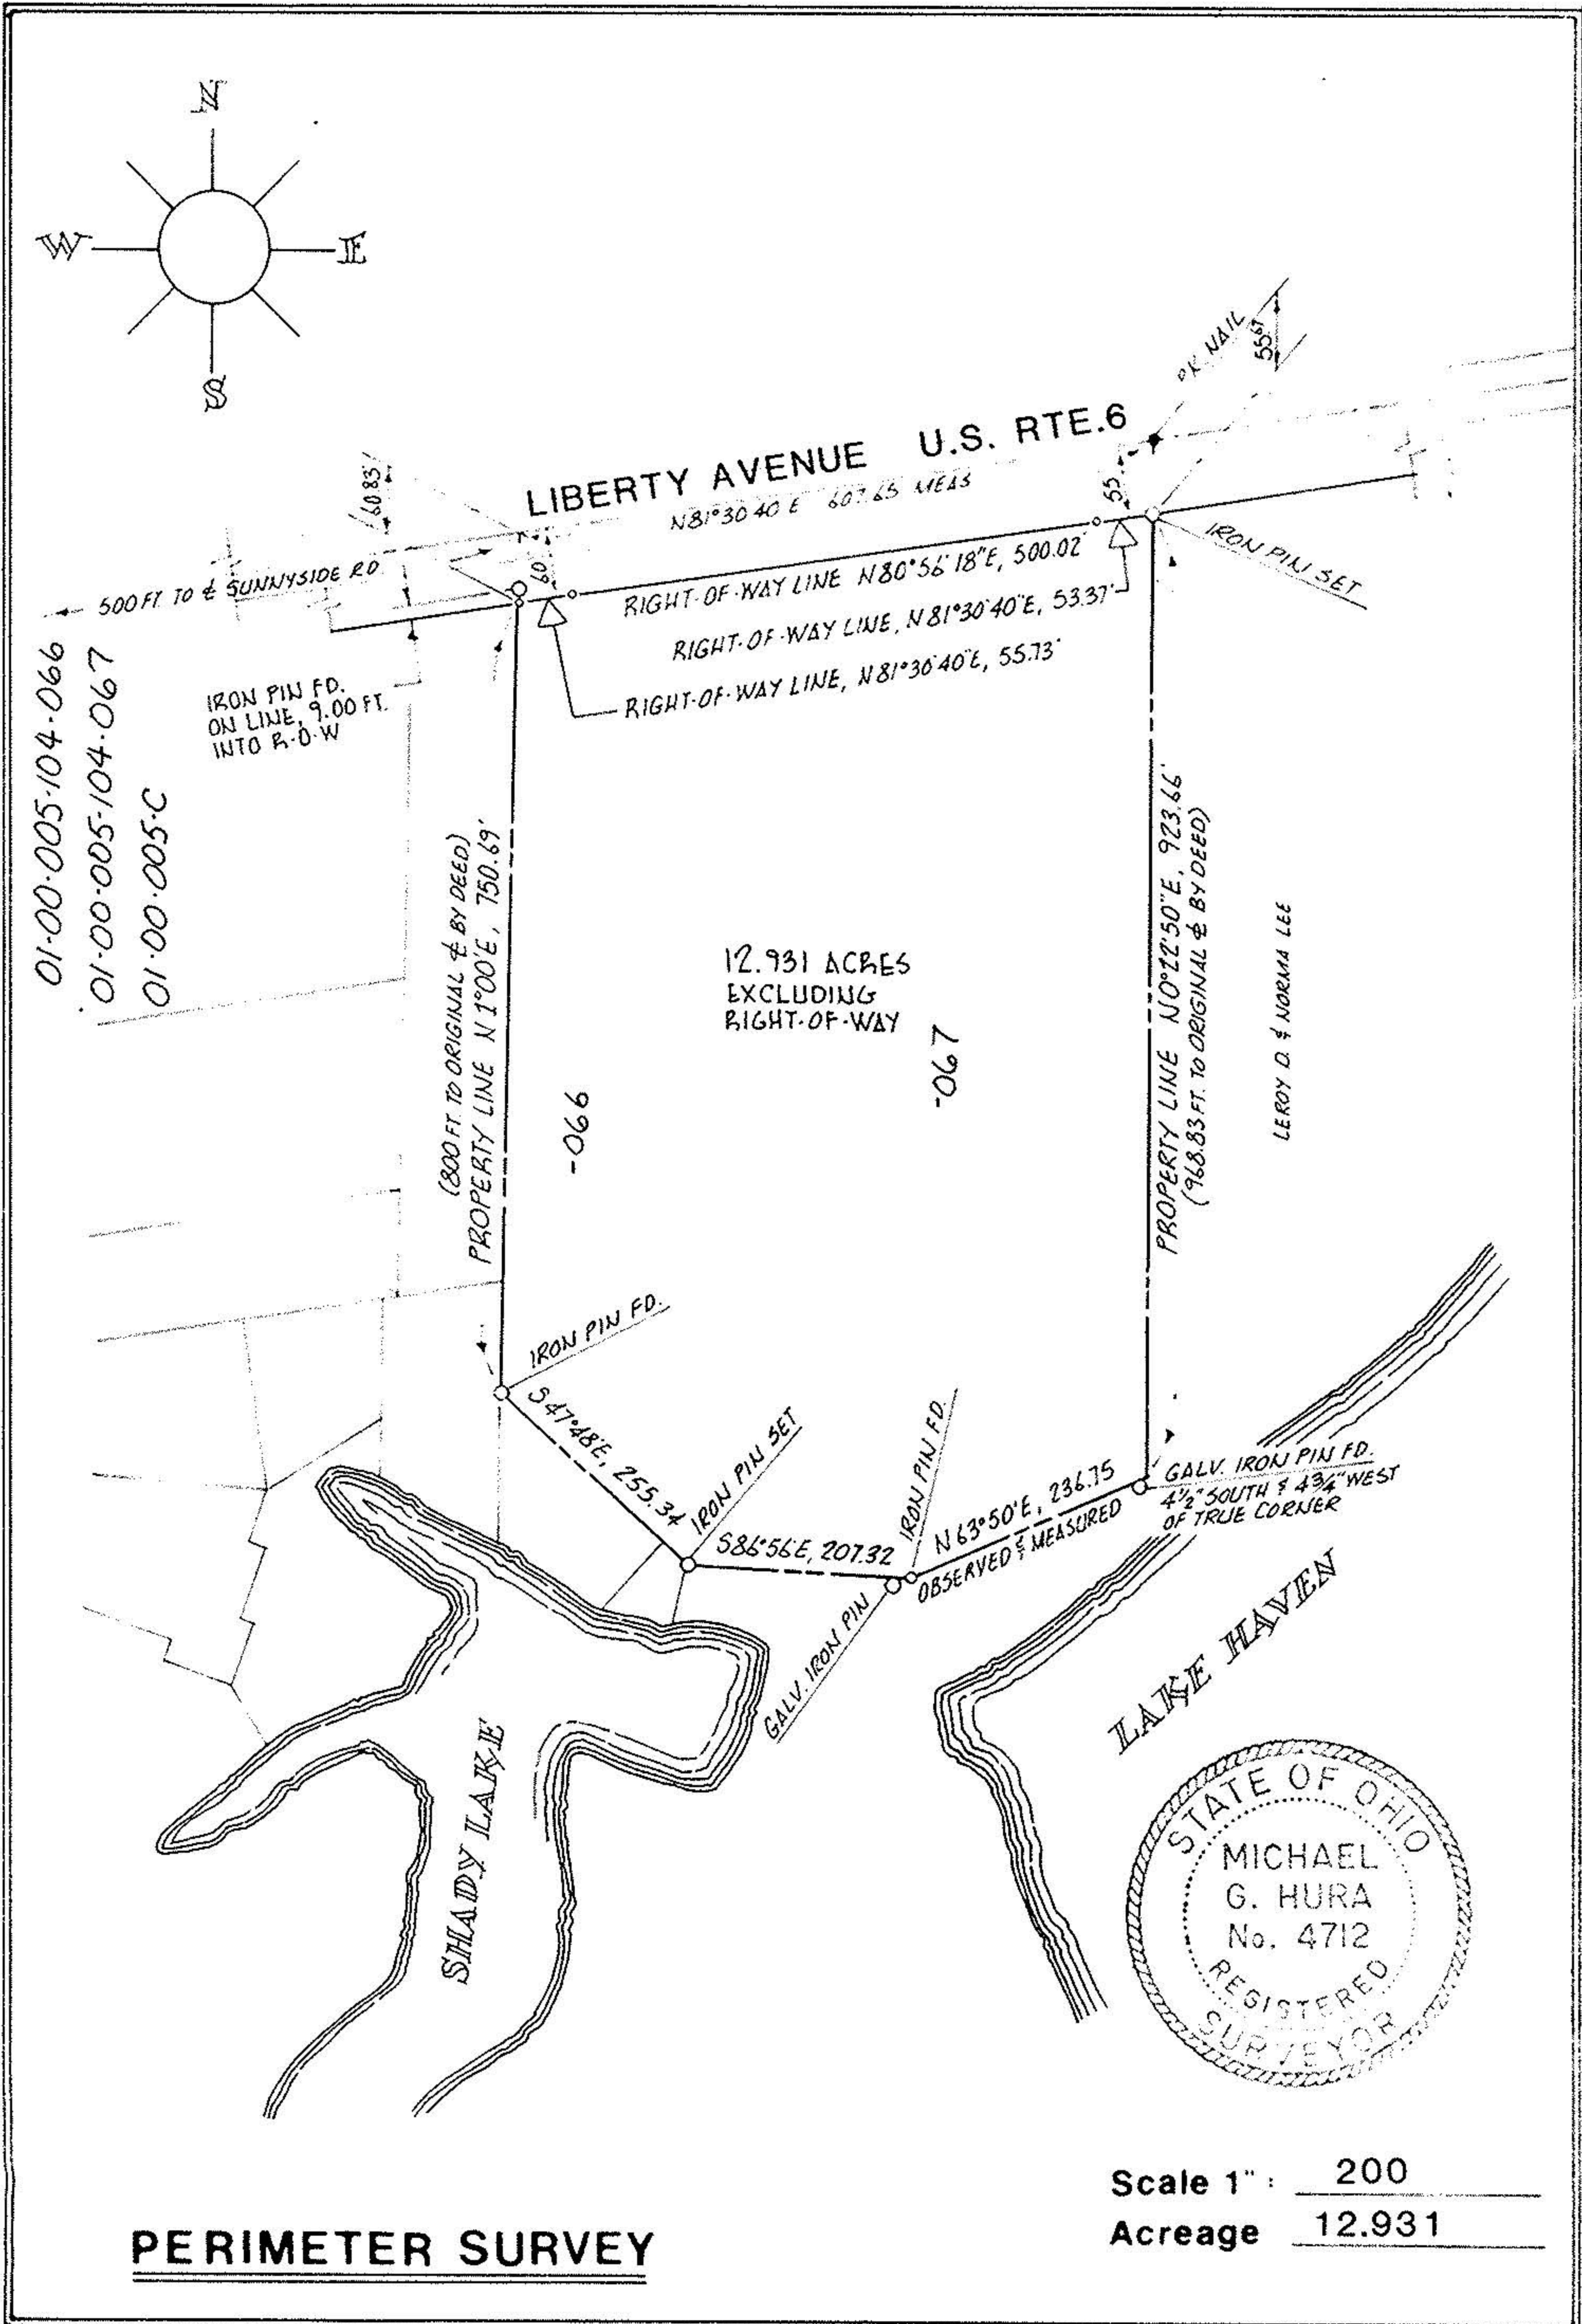 N
W
E
S
PK NAIL
55.67
LIBERTY AVENUE U.S. RTE.6
N81°30'40"E 607.65 MEAS
60.83'
60
55
500 FT TO ℄ SUNNYSIDE RD
RIGHT-OF-WAY LINE N80°56'18"E, 500.02'
RIGHT-OF-WAY LINE, N81°30'40"E, 53.37'
RIGHT-OF-WAY LINE, N81°30'40"E, 55.73'
IRON PIN SET
IRON PIN FD.
ON LINE, 9.00 FT.
INTO R-O-W
01-00-005-104-066
01-00-005-104-067
01-00-005-C
(800 FT. TO ORIGINAL ℄ BY DEED)
PROPERTY LINE N1°00'E, 750.69'
12.931 ACRES
EXCLUDING
RIGHT-OF-WAY
-066
-067
PROPERTY LINE N0°22'50"E, 923.66'
(968.83 FT. TO ORIGINAL ℄ BY DEED)
LEROY D. & NORMA LEE
IRON PIN FD.
S47°48'E, 255.34
IRON PIN SET
S86°56'E, 207.32
IRON PIN FD.
N63°50'E, 236.75
OBSERVED & MEASURED
GALV. IRON PIN
GALV. IRON PIN FD.
4½" SOUTH & 4¾" WEST
OF TRUE CORNER
LAKE HAVEN
SHADY LAKE
STATE OF OHIO
MICHAEL
G. HURA
No. 4712
REGISTERED
SURVEYOR
Scale 1": 200
Acreage 12.931
PERIMETER SURVEY